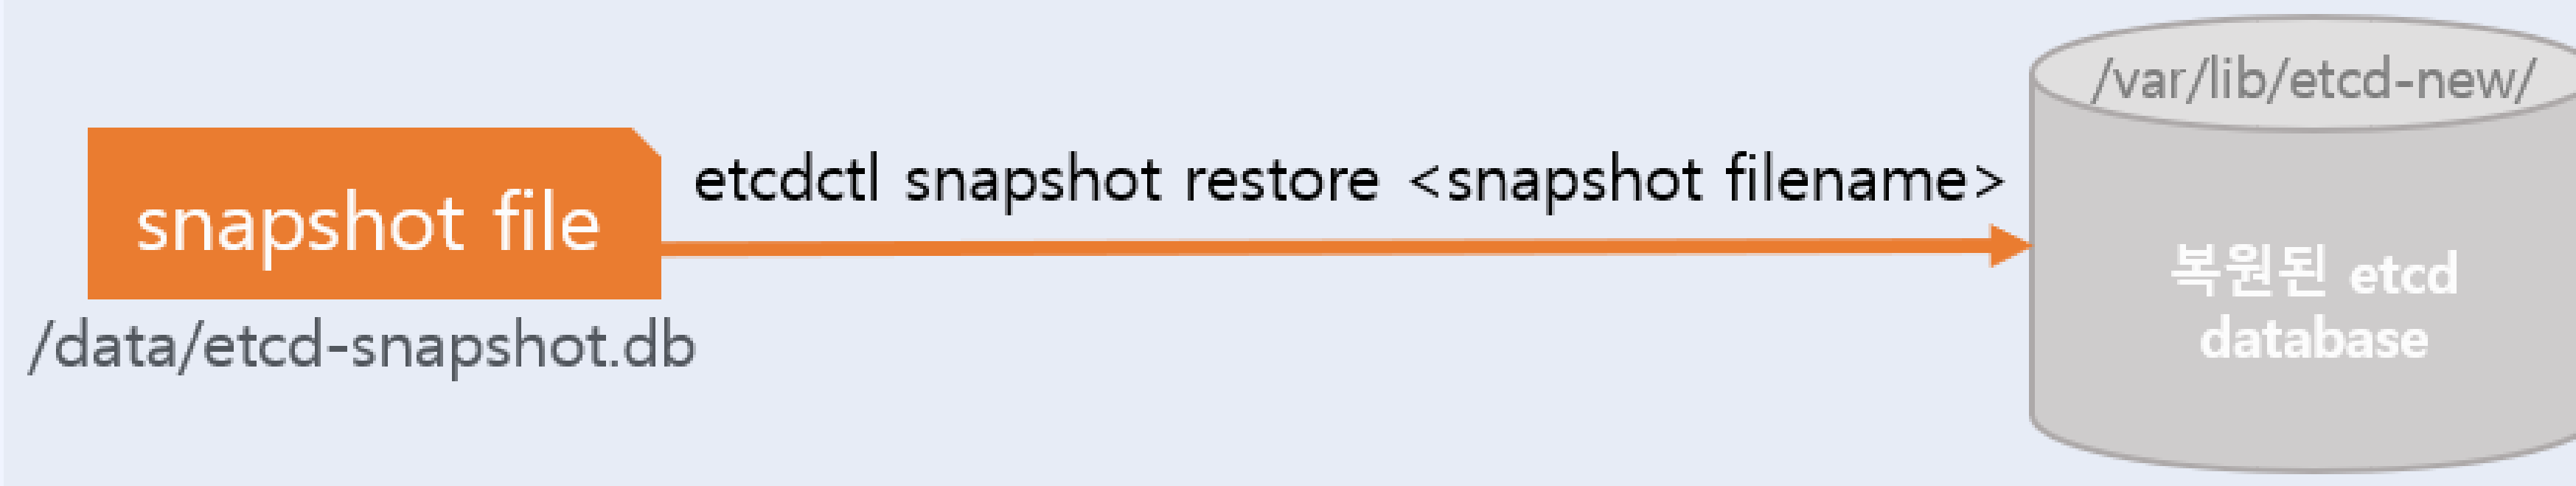 /var/lib/etcd-new/
etcdctl snapshot restore <snapshot filename>
snapshot file
/data/etcd-snapshot.db
복원된 etcd
database